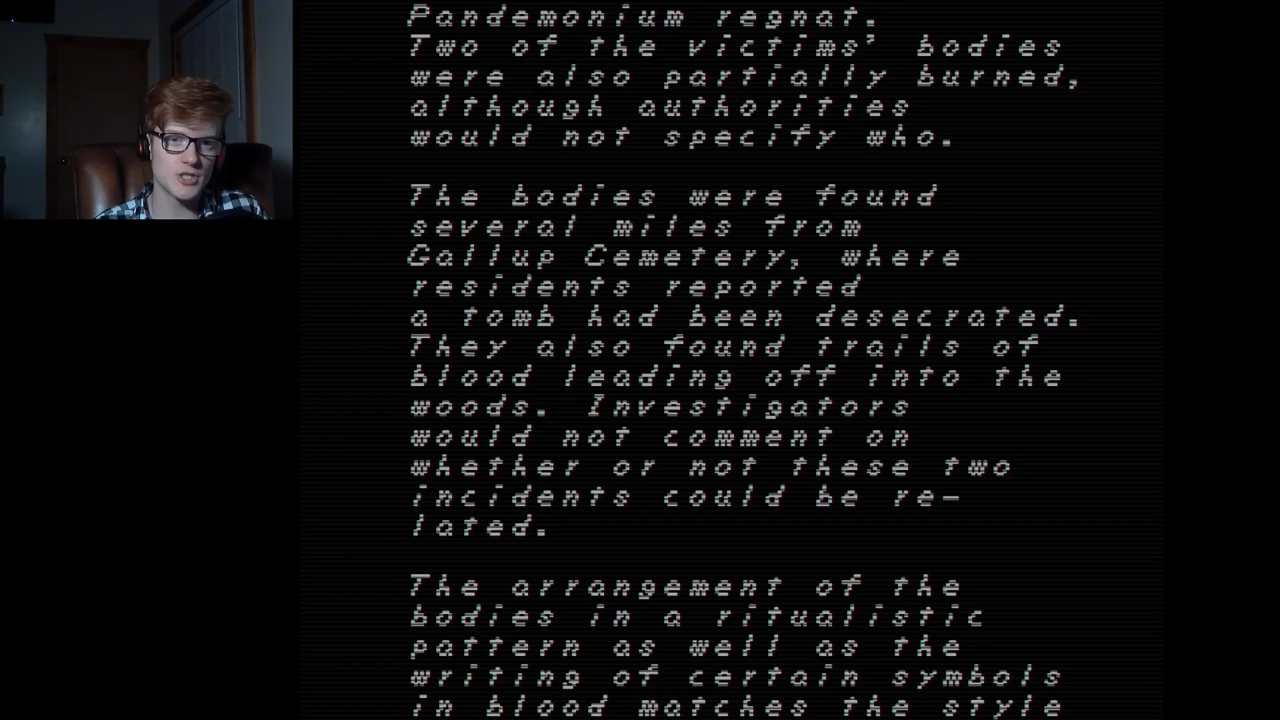 Pandemonium regnat.
Two of the victims' bodies
were also partially burned,
although authorities
would not specify who.
The bodies were found
several miles from
Gallup Cemetery, where
residents reported
a tomb had been desecrated.
They also found trails of
blood leading off into the
woods. Investigators
would not comment on
whether or not these two
incidents could be re-
lated.
The arrangement of the
bodies in a ritualistic
pattern as well as the
writing of certain symbols
in blood matches the style